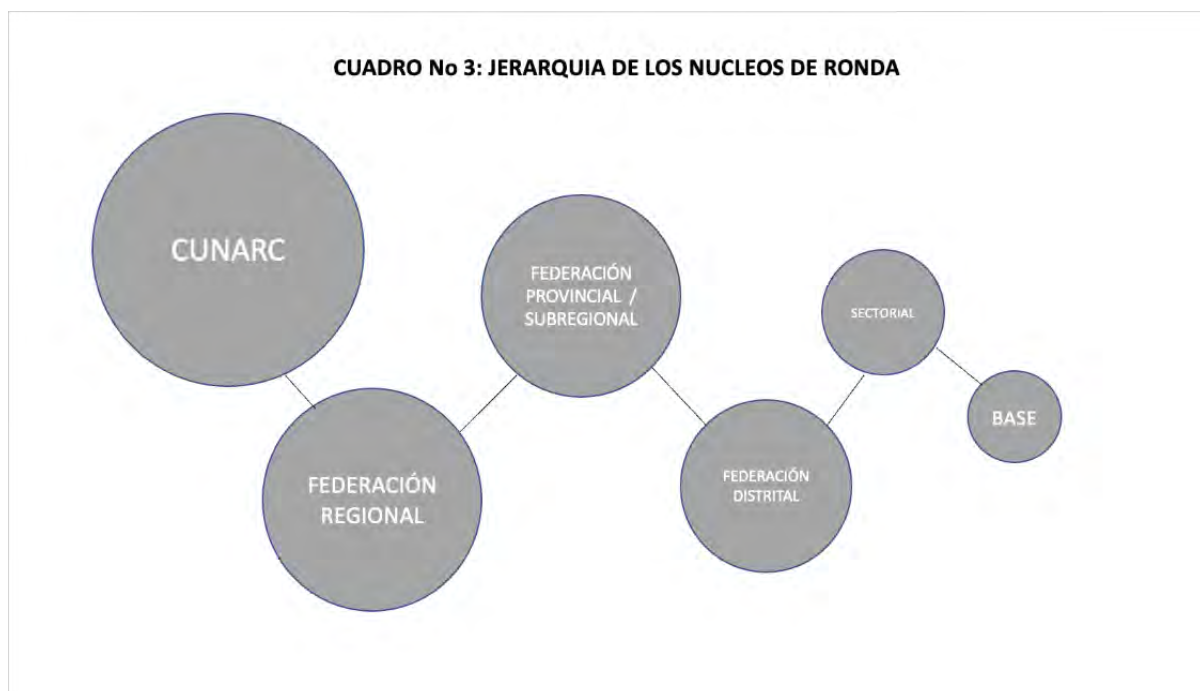 CUADRO No 3: JERARQUIA DE LOS NUCLEOS DE RONDA
CUNARC
FEDERACIÓN
REGIONAL
FEDERACIÓN
PROVINCIAL /
SUBREGIONAL
FEDERACIÓN
DISTRITAL
SECTORIAL
BASE